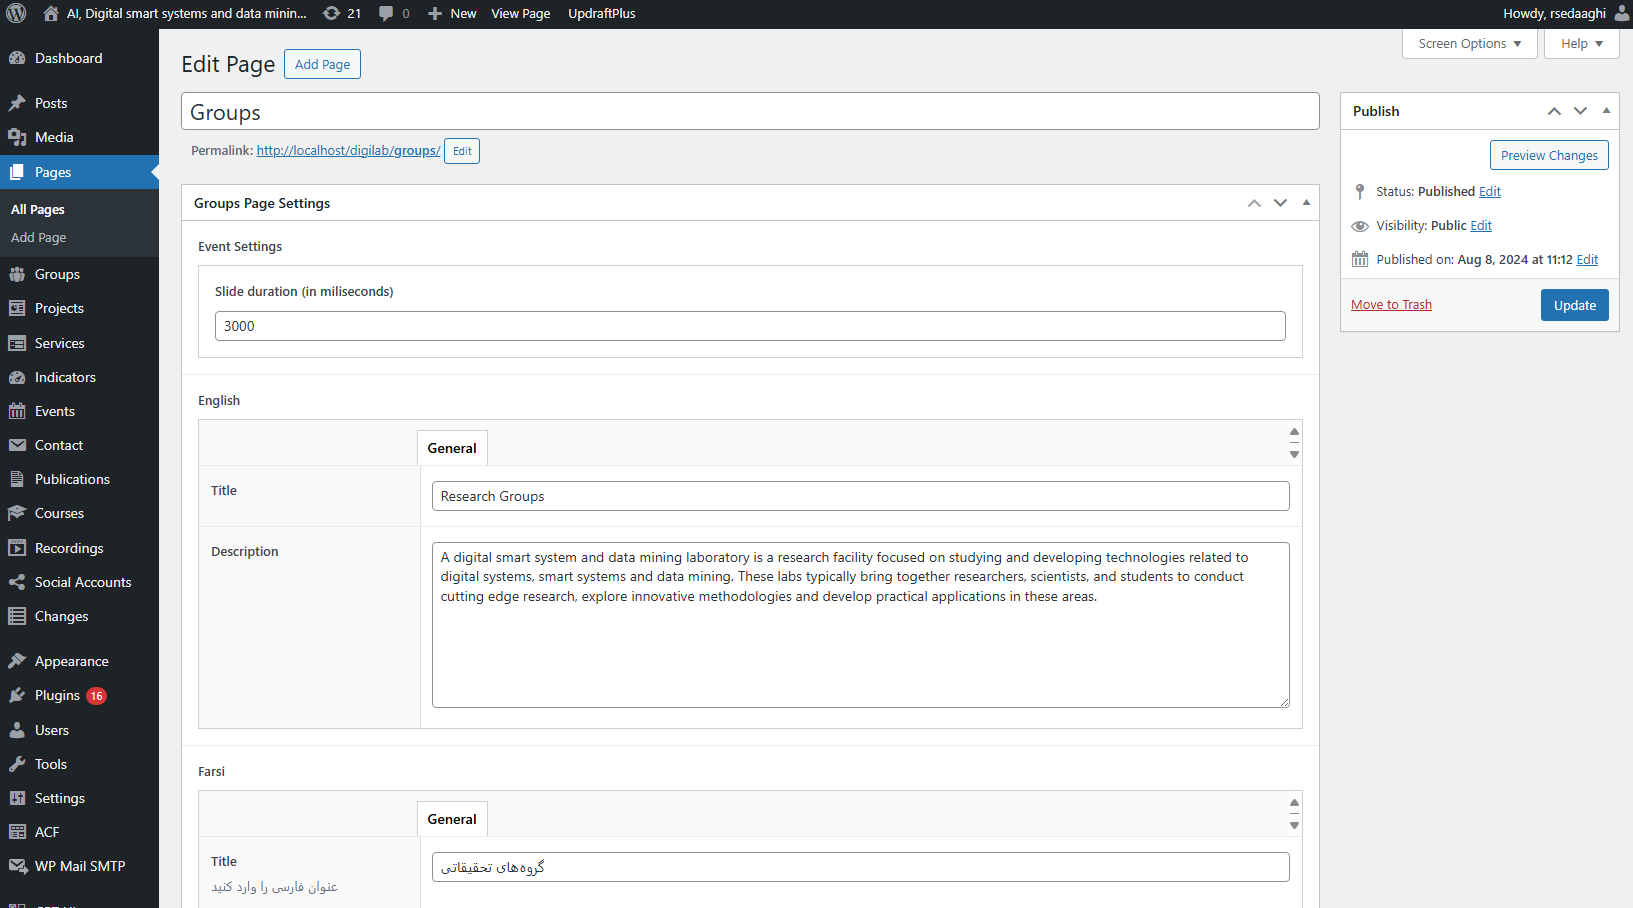 AI, Digital smart systems and data minin...
21
0
New
View Page
UpdraftPlus
Howdy, rsedaaghi
Dashboard
Posts
Media
Pages
All Pages
Add Page
Groups
Projects
Services
Indicators
Events
Contact
Publications
Courses
Recordings
Social Accounts
Changes
Appearance
Plugins 16
Users
Tools
Settings
ACF
WP Mail SMTP
Screen Options
Help
Edit Page
Add Page
Groups
Permalink: http://localhost/digilab/groups/ Edit
Groups Page Settings
Event Settings
Slide duration (in miliseconds)
3000
English
General
Title
Research Groups
Description
A digital smart system and data mining laboratory is a research facility focused on studying and developing technologies related to
digital systems, smart systems and data mining. These labs typically bring together researchers, scientists, and students to conduct
cutting edge research, explore innovative methodologies and develop practical applications in these areas.
Farsi
General
Title
عنوان فارسی را وارد کنید
گروه‌های تحقیقاتی
Publish
Preview Changes
Status: Published Edit
Visibility: Public Edit
Published on: Aug 8, 2024 at 11:12 Edit
Move to Trash
Update